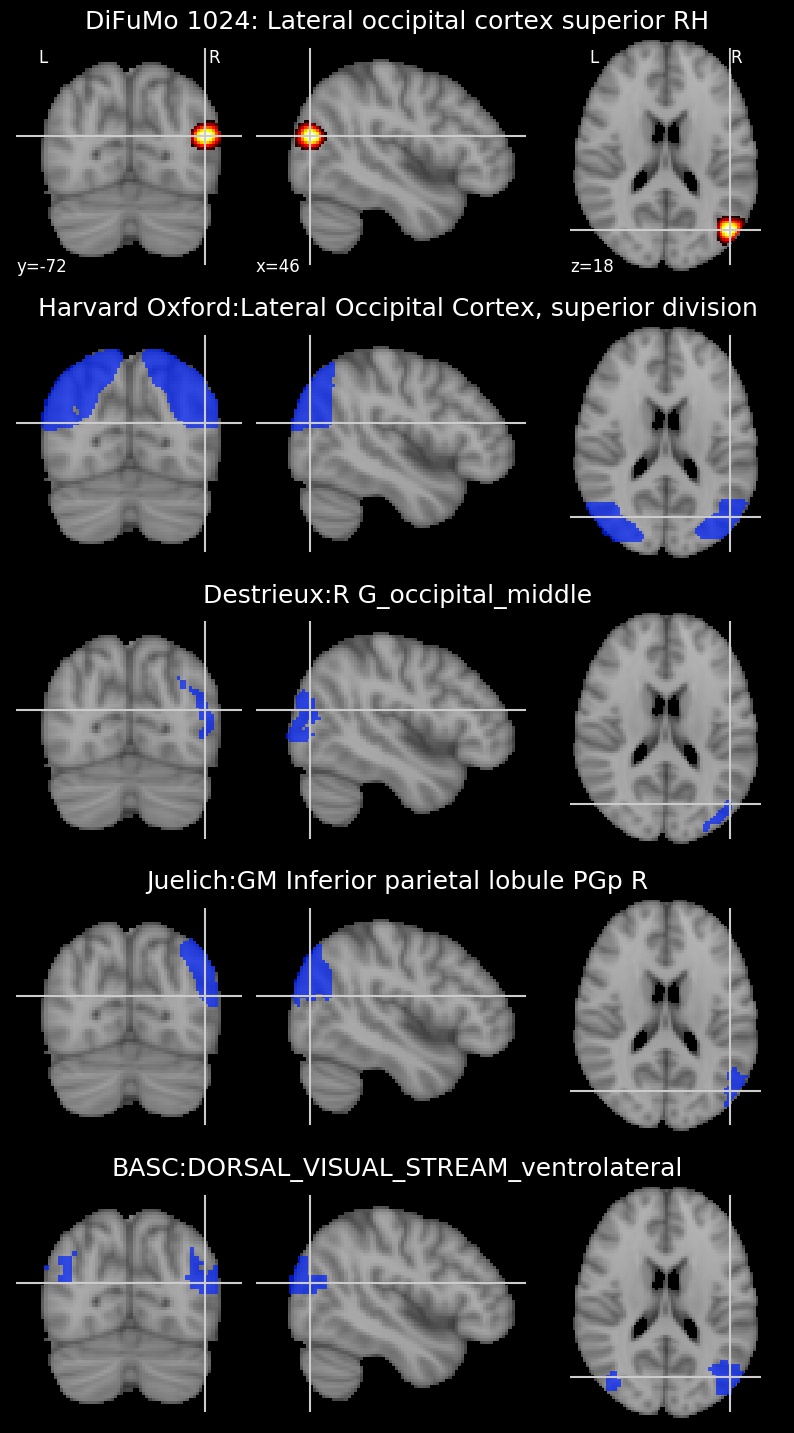 DiFuMo 1024: Lateral occipital cortex superior RH
L R L R
y=-72 x=46 z=18
Harvard Oxford:Lateral Occipital Cortex, superior division
Destrieux:R G_occipital_middle
Juelich:GM Inferior parietal lobule PGp R
BASC:DORSAL_VISUAL_STREAM_ventrolateral